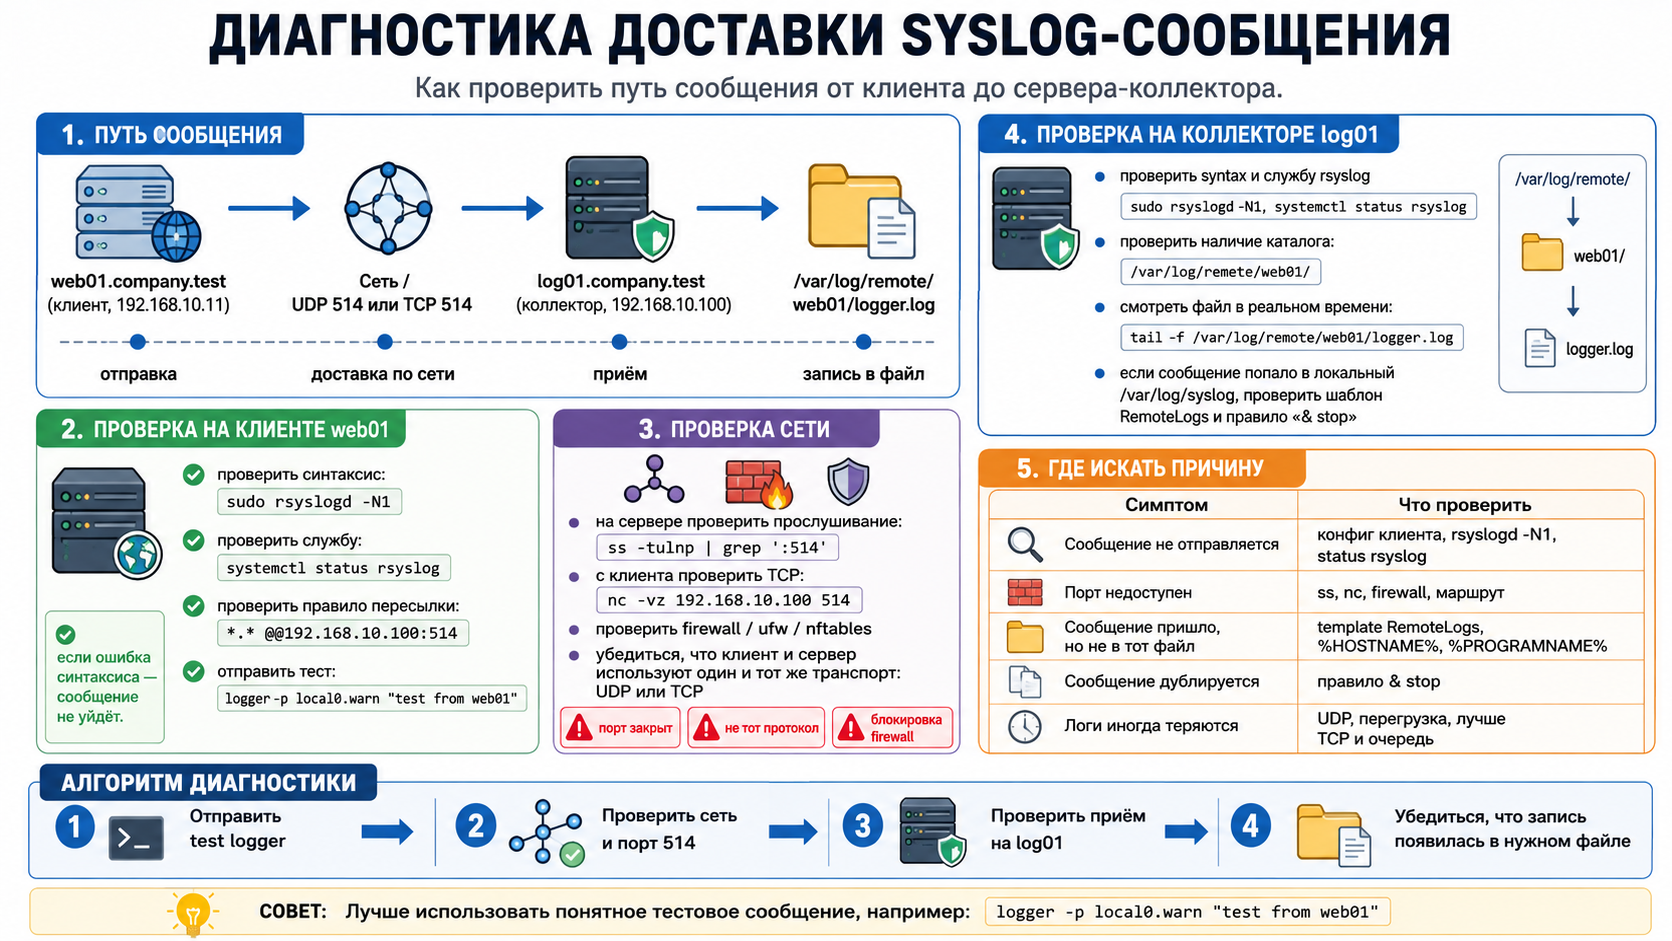 ДИАГНОСТИКА ДОСТАВКИ SYSLOG-СООБЩЕНИЯ
Как проверить путь сообщения от клиента до сервера-коллектора.
1. ПУТЬ СООБЩЕНИЯ
web01.company.test
(клиент, 192.168.10.11)
Сеть /
UDP 514 или TCP 514
log01.company.test
(коллектор, 192.168.10.100)
/var/log/remote/
web01/logger.log
отправка
доставка по сети
приём
запись в файл
2. ПРОВЕРКА НА КЛИЕНТЕ web01
проверить синтаксис:
sudo rsyslogd -N1
проверить службу:
systemctl status rsyslog
проверить правило пересылки:
*.* @@192.168.10.100:514
отправить тест:
logger-p local0.warn "test from web01"
если ошибка
синтаксиса —
сообщение
не уйдёт.
3. ПРОВЕРКА СЕТИ
на сервере проверить прослушивание:
ss -tulnp | grep ':514'
с клиента проверить TCP:
nc -vz 192.168.10.100 514
проверить firewall / ufw / nftables
убедиться, что клиент и сервер
используют один и тот же транспорт:
UDP или TCP
порт закрыт
не тот протокол
блокировка
firewall
4. ПРОВЕРКА НА КОЛЛЕКТОРЕ log01
проверить syntax и службу rsyslog
sudo rsyslogd -N1, systemctl status rsyslog
проверить наличие каталога:
/var/log/remete/web01/
смотреть файл в реальном времени:
tail -f /var/log/remote/web01/logger.log
если сообщение попало в локальный
/var/log/syslog, проверить шаблон
RemoteLogs и правило «& stop»
/var/log/remote/
web01/
logger.log
5. ГДЕ ИСКАТЬ ПРИЧИНУ
Симптом
Что проверить
Сообщение не отправляется
конфиг клиента, rsyslogd -N1,
status rsyslog
Порт недоступен
ss, nc, firewall, маршрут
Сообщение пришло,
но не в тот файл
template RemoteLogs,
%HOSTNAME%, %PROGRAMNAME%
Сообщение дублируется
правило & stop
Логи иногда теряются
UDP, перегрузка, лучше
TCP и очередь
АЛГОРИТМ ДИАГНОСТИКИ
1
Отправить
test logger
2
Проверить сеть
и порт 514
3
Проверить приём
на log01
4
Убедиться, что запись
появилась в нужном файле
СОВЕТ: Лучше использовать понятное тестовое сообщение, например: logger -p local0.warn "test from web01"